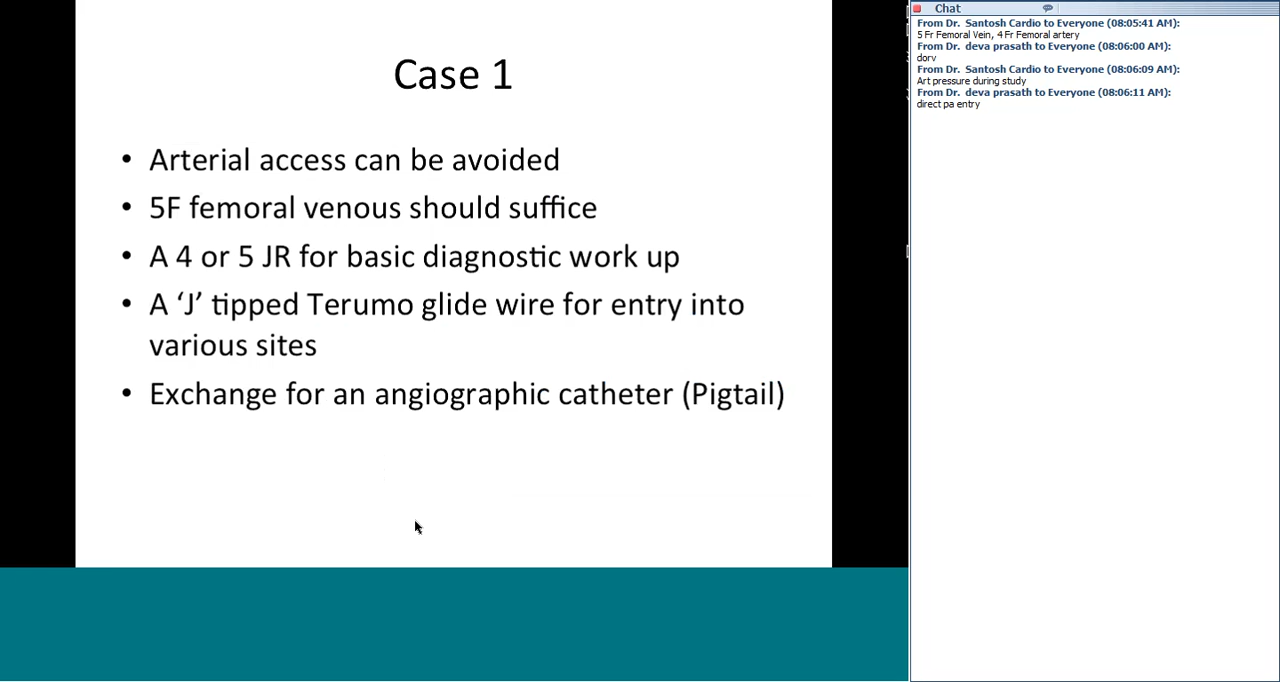 Case 1
• Arterial access can be avoided
• 5F femoral venous should suffice
• A 4 or 5 JR for basic diagnostic work up
• A ‘J’ tipped Terumo glide wire for entry into
various sites
• Exchange for an angiographic catheter (Pigtail)
Chat
From Dr. Santosh Cardio to Everyone (08:05:41 AM):
5 Fr Femoral Vein, 4 Fr Femoral artery
From Dr. deva prasath to Everyone (08:06:00 AM):
dorv
From Dr. Santosh Cardio to Everyone (08:06:09 AM):
Art pressure during study
From Dr. deva prasath to Everyone (08:06:11 AM):
direct pa entry